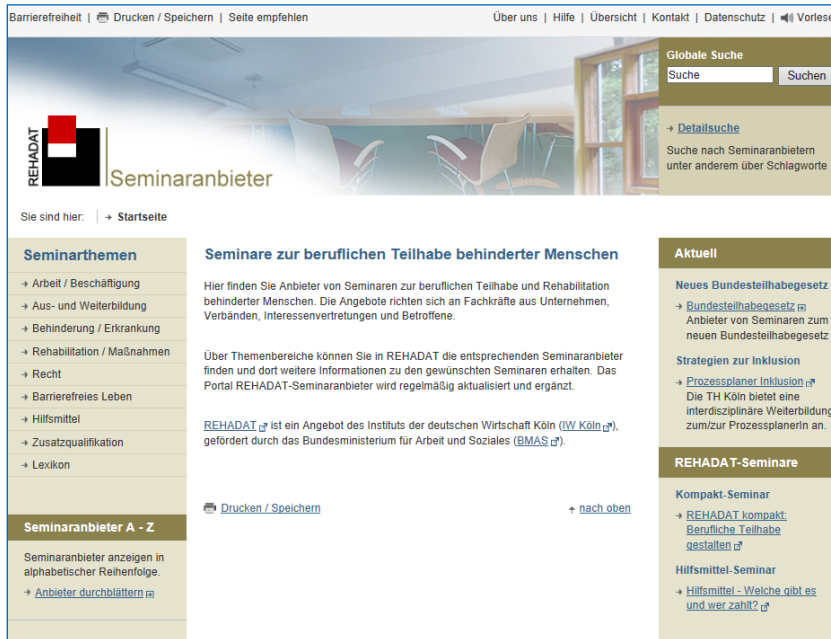 Barrierefreiheit | Drucken / Speichern | Seite empfehlen
Über uns | Hilfe | Übersicht | Kontakt | Datenschutz |
Globale Suche
Suche
Suchen
REHADAT
Seminaranbieter
→ Detailsuche
Suche nach Seminaranbietern
unter anderem über Schlagworte
Sie sind hier: | → Startseite
Seminarthemen
→ Arbeit / Beschäftigung
→ Aus- und Weiterbildung
→ Behinderung / Erkrankung
→ Rehabilitation / Maßnahmen
→ Recht
→ Barrierefreies Leben
→ Hilfsmittel
→ Zusatzqualifikation
→ Lexikon
Seminaranbieter A - Z
Seminaranbieter anzeigen in
alphabetischer Reihenfolge.
→ Anbieter durchblättern
Seminare zur beruflichen Teilhabe behinderter Menschen
Hier finden Sie Anbieter von Seminaren zur beruflichen Teilhabe und Rehabilitation
behinderter Menschen. Die Angebote richten sich an Fachkräfte aus Unternehmen,
Verbänden, Interessenvertretungen und Betroffene.
Über Themenbereiche können Sie in REHADAT die entsprechenden Seminaranbieter
finden und dort weitere Informationen zu den gewünschten Seminaren erhalten. Das
Portal REHADAT-Seminaranbieter wird regelmäßig aktualisiert und ergänzt.
REHADAT ist ein Angebot des Instituts der deutschen Wirtschaft Köln (IW Köln),
gefördert durch das Bundesministerium für Arbeit und Soziales (BMAS).
Drucken / Speichern
↑ nach oben
Aktuell
Neues Bundesteilhabegesetz
→ Bundesteilhabegesetz
Anbieter von Seminaren zum
neuen Bundesteilhabegesetz
Strategien zur Inklusion
→ Prozessplaner Inklusion
Die TH Köln bietet eine
interdisziplinäre Weiterbildung
zum/zur ProzessplanerIn an.
REHADAT-Seminare
Kompakt-Seminar
→ REHADAT kompakt:
Berufliche Teilhabe
gestalten
Hilfsmittel-Seminar
→ Hilfsmittel - Welche gibt es
und wer zahlt?